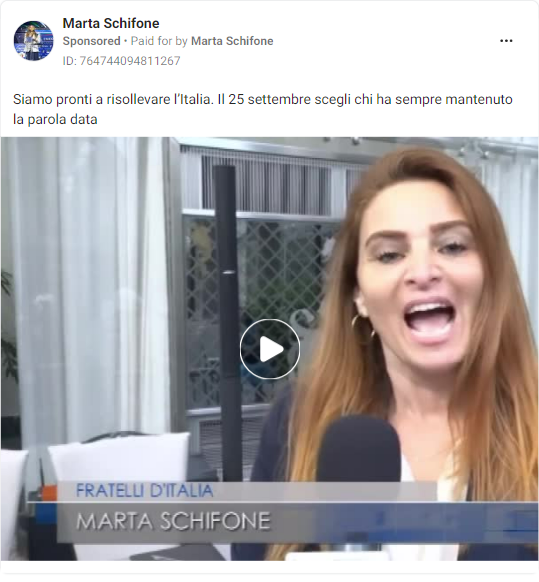 Marta Schifone
Sponsored • Paid for by Marta Schifone
ID: 764744094811267
Siamo pronti a risollevare l'Italia. Il 25 settembre scegli chi ha sempre mantenuto
la parola data
FRATELLI D'ITALIA
MARTA SCHIFONE